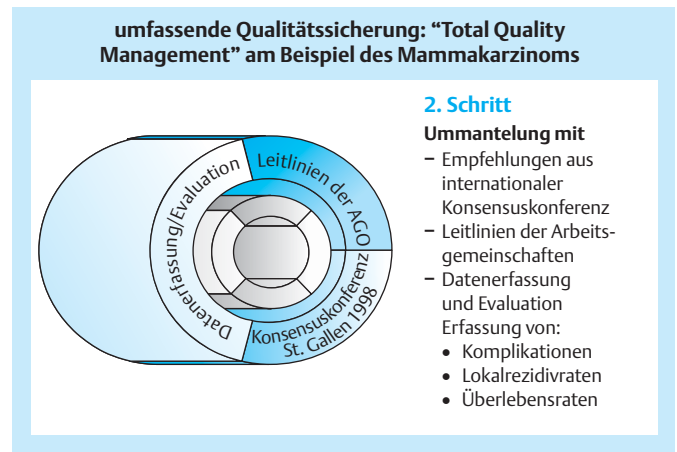 umfassende Qualitätssicherung: “Total Quality
Management” am Beispiel des Mammakarzinoms
Datenerfassung/Evaluation
Leitlinien der AGO
Konsensuskonferenz
St. Gallen 1998
2. Schritt
Ummantelung mit
– Empfehlungen aus
internationaler
Konsensuskonferenz
– Leitlinien der Arbeits-
gemeinschaften
– Datenerfassung
und Evaluation
Erfassung von:
• Komplikationen
• Lokalrezidivraten
• Überlebensraten